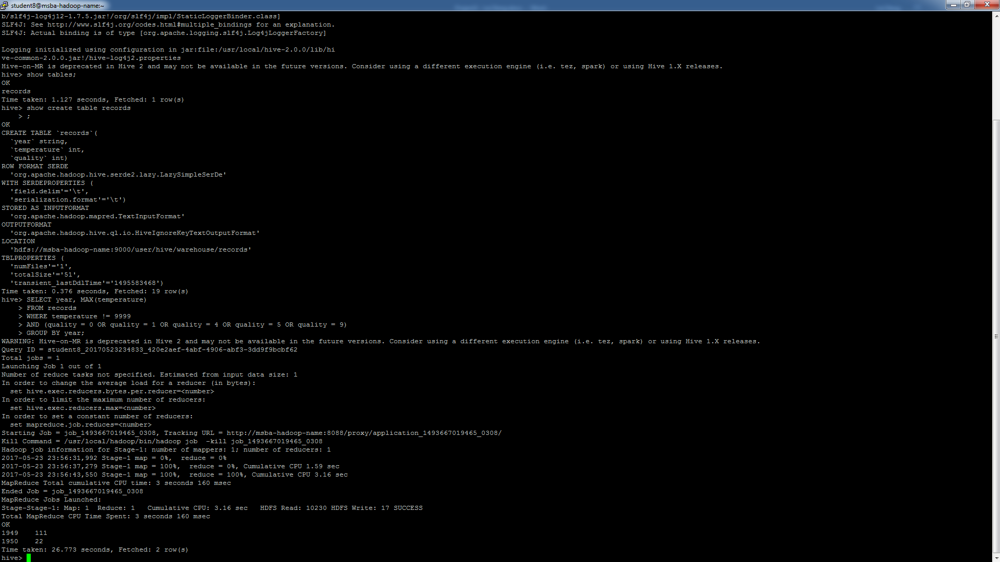 student8@msba-hadoop-name:~
b/slf4j-log4j12-1.7.5.jar!/org/slf4j/impl/StaticLoggerBinder.class]
SLF4J: See http://www.slf4j.org/codes.html#multiple_bindings for an explanation.
SLF4J: Actual binding is of type [org.apache.logging.slf4j.Log4jLoggerFactory]
Logging initialized using configuration in jar:file:/usr/local/hive-2.0.0/lib/hi
ve-common-2.0.0.jar!/hive-log4j2.properties
Hive-on-MR is deprecated in Hive 2 and may not be available in the future versions. Consider using a different execution engine (i.e. tez, spark) or using Hive 1.X releases.
hive> show tables;
OK
records
Time taken: 1.127 seconds, Fetched: 1 row(s)
hive> show create table records
    > ;
OK
CREATE TABLE `records`(
  `year` string,
  `temperature` int,
  `quality` int)
ROW FORMAT SERDE
  'org.apache.hadoop.hive.serde2.lazy.LazySimpleSerDe'
WITH SERDEPROPERTIES (
  'field.delim'='\t',
  'serialization.format'='\t')
STORED AS INPUTFORMAT
  'org.apache.hadoop.mapred.TextInputFormat'
OUTPUTFORMAT
  'org.apache.hadoop.hive.ql.io.HiveIgnoreKeyTextOutputFormat'
LOCATION
  'hdfs://msba-hadoop-name:9000/user/hive/warehouse/records'
TBLPROPERTIES (
  'numFiles'='1',
  'totalSize'='51',
  'transient_lastDdlTime'='1495583468')
Time taken: 0.376 seconds, Fetched: 19 row(s)
hive> SELECT year, MAX(temperature)
    > FROM records
    > WHERE temperature != 9999
    > AND (quality = 0 OR quality = 1 OR quality = 4 OR quality = 5 OR quality = 9)
    > GROUP BY year;
WARNING: Hive-on-MR is deprecated in Hive 2 and may not be available in the future versions. Consider using a different execution engine (i.e. tez, spark) or using Hive 1.X releases.
Query ID = student8_20170523234833_420e2aef-4abf-4906-abf3-3dd9f9bcbf62
Total jobs = 1
Launching Job 1 out of 1
Number of reduce tasks not specified. Estimated from input data size: 1
In order to change the average load for a reducer (in bytes):
  set hive.exec.reducers.bytes.per.reducer=<number>
In order to limit the maximum number of reducers:
  set hive.exec.reducers.max=<number>
In order to set a constant number of reducers:
  set mapreduce.job.reduces=<number>
Starting Job = job_1493667019465_0308, Tracking URL = http://msba-hadoop-name:8088/proxy/application_1493667019465_0308/
Kill Command = /usr/local/hadoop/bin/hadoop job  -kill job_1493667019465_0308
Hadoop job information for Stage-1: number of mappers: 1; number of reducers: 1
2017-05-23 23:56:31,992 Stage-1 map = 0%,  reduce = 0%
2017-05-23 23:56:37,279 Stage-1 map = 100%,  reduce = 0%, Cumulative CPU 1.59 sec
2017-05-23 23:56:43,550 Stage-1 map = 100%,  reduce = 100%, Cumulative CPU 3.16 sec
MapReduce Total cumulative CPU time: 3 seconds 160 msec
Ended Job = job_1493667019465_0308
MapReduce Jobs Launched:
Stage-Stage-1: Map: 1  Reduce: 1   Cumulative CPU: 3.16 sec   HDFS Read: 10230 HDFS Write: 17 SUCCESS
Total MapReduce CPU Time Spent: 3 seconds 160 msec
OK
1949    111
1950    22
Time taken: 26.773 seconds, Fetched: 2 row(s)
hive>